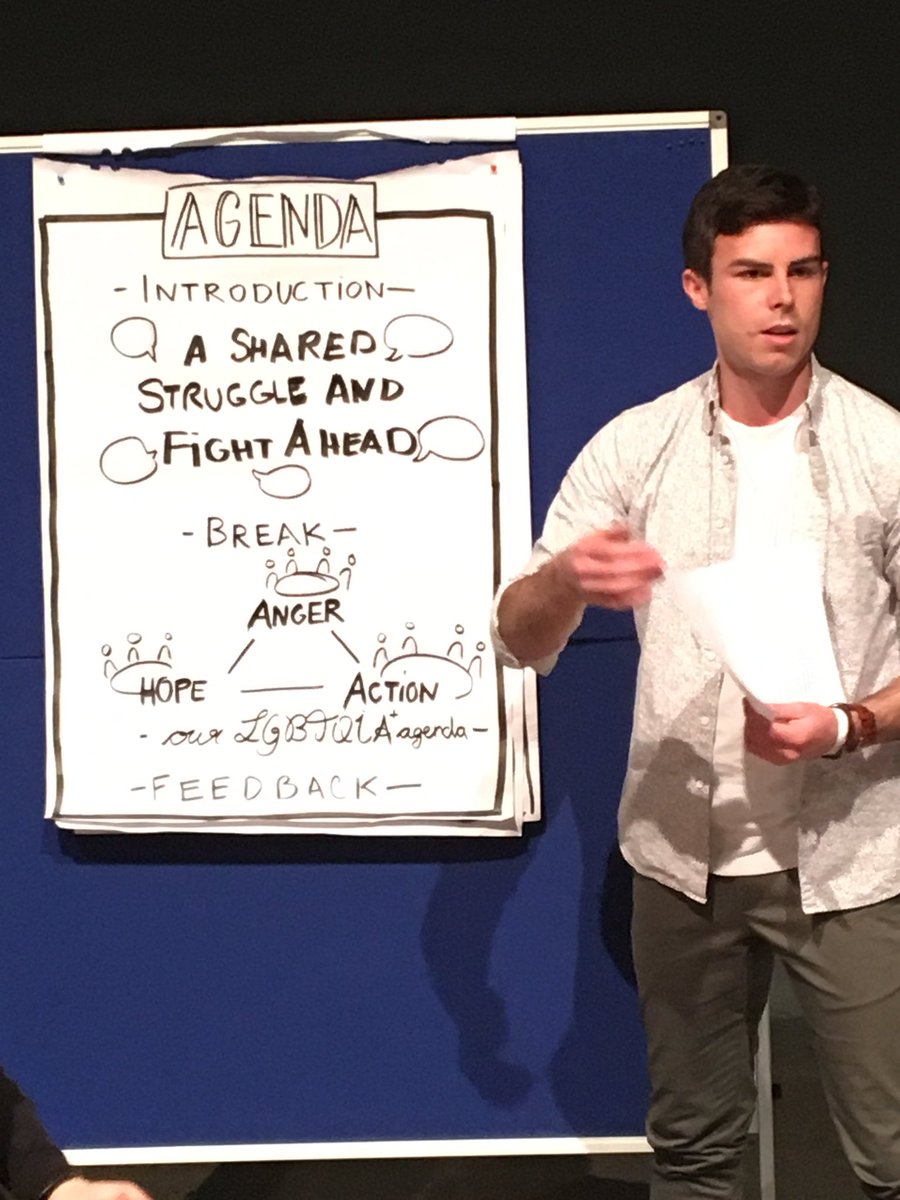 AGENDA
- INTRODUCTION -
A SHARED
STRUGGLE AND
FIGHT AHEAD
- BREAK -
ANGER
HOPE — ACTION
- our LGBTQIA+ agenda -
- FEEDBACK -